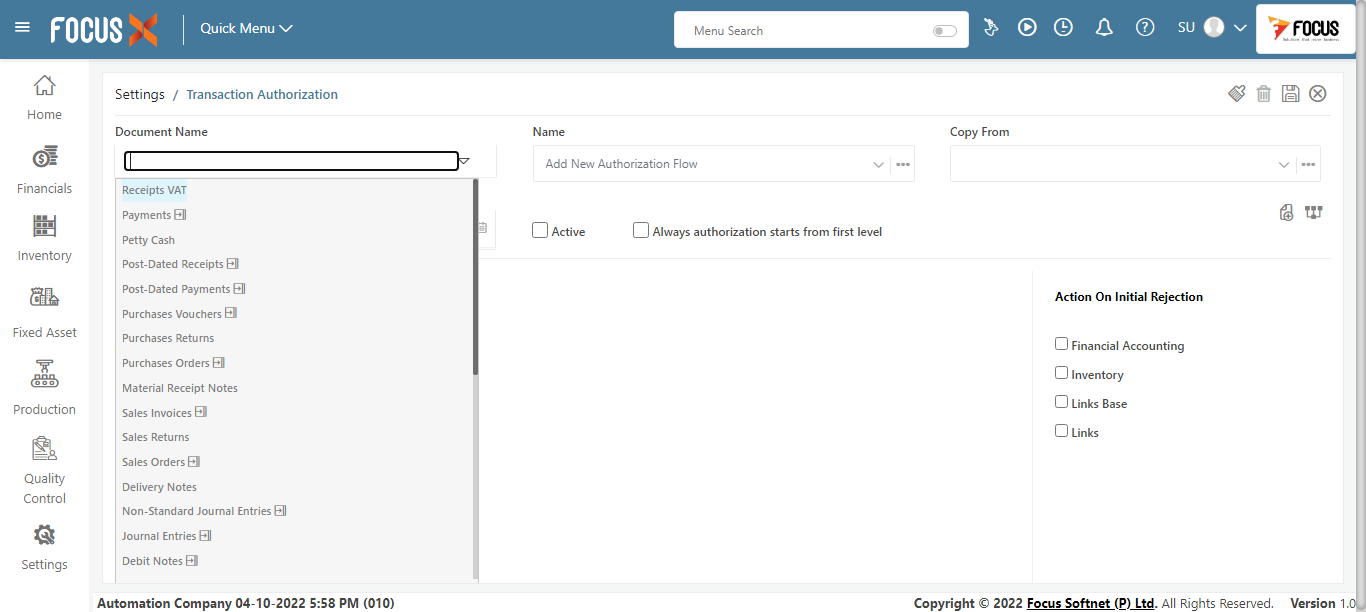 FOCUS X
Quick Menu
Menu Search
SU
FOCUS
Home
Financials
Inventory
Fixed Asset
Production
Quality
Control
Settings
Settings / Transaction Authorization
Document Name
Name
Copy From
Add New Authorization Flow
Active
Always authorization starts from first level
Receipts VAT
Payments
Petty Cash
Post-Dated Receipts
Post-Dated Payments
Purchases Vouchers
Purchases Returns
Purchases Orders
Material Receipt Notes
Sales Invoices
Sales Returns
Sales Orders
Delivery Notes
Non-Standard Journal Entries
Journal Entries
Debit Notes
Action On Initial Rejection
Financial Accounting
Inventory
Links Base
Links
Automation Company 04-10-2022 5:58 PM (010)
Copyright © 2022 Focus Softnet (P) Ltd. All Rights Reserved. Version 1.0